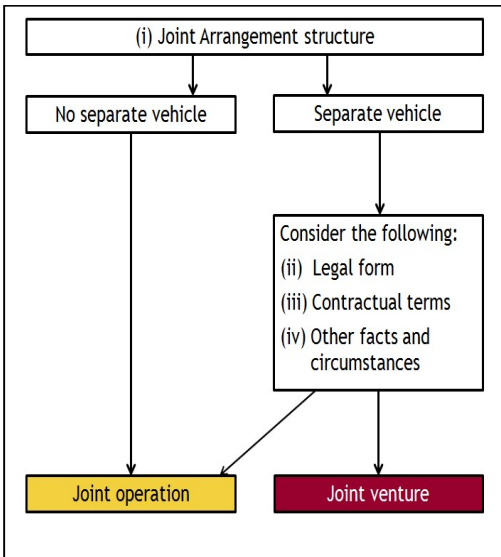 (i) Joint Arrangement structure
No separate vehicle
Separate vehicle
Consider the following:
(ii) Legal form
(iii) Contractual terms
(iv) Other facts and
circumstances
Joint operation
Joint venture